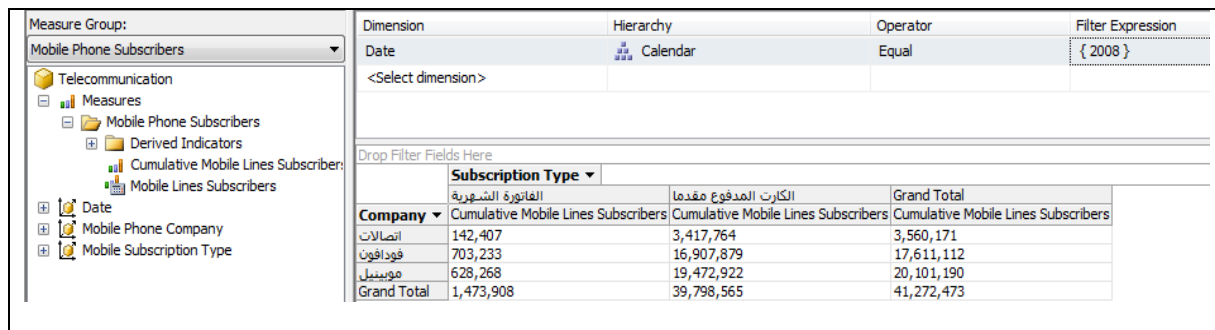 Measure Group:
Mobile Phone Subscribers
Telecommunication
Measures
Mobile Phone Subscribers
Derived Indicators
Cumulative Mobile Lines Subscriber
Mobile Lines Subscribers
Date
Mobile Phone Company
Mobile Subscription Type
Dimension Hierarchy Operator Filter Expression
Date Calendar Equal { 2008 }
<Select dimension>
Drop Filter Fields Here
Subscription Type
الفاتورة الشهرية الكارت المدفوع مقدما Grand Total
Company Cumulative Mobile Lines Subscribers Cumulative Mobile Lines Subscribers Cumulative Mobile Lines Subscribers
اتصالات 142,407 3,417,764 3,560,171
فودافون 703,233 16,907,879 17,611,112
موبينيل 628,268 19,472,922 20,101,190
Grand Total 1,473,908 39,798,565 41,272,473